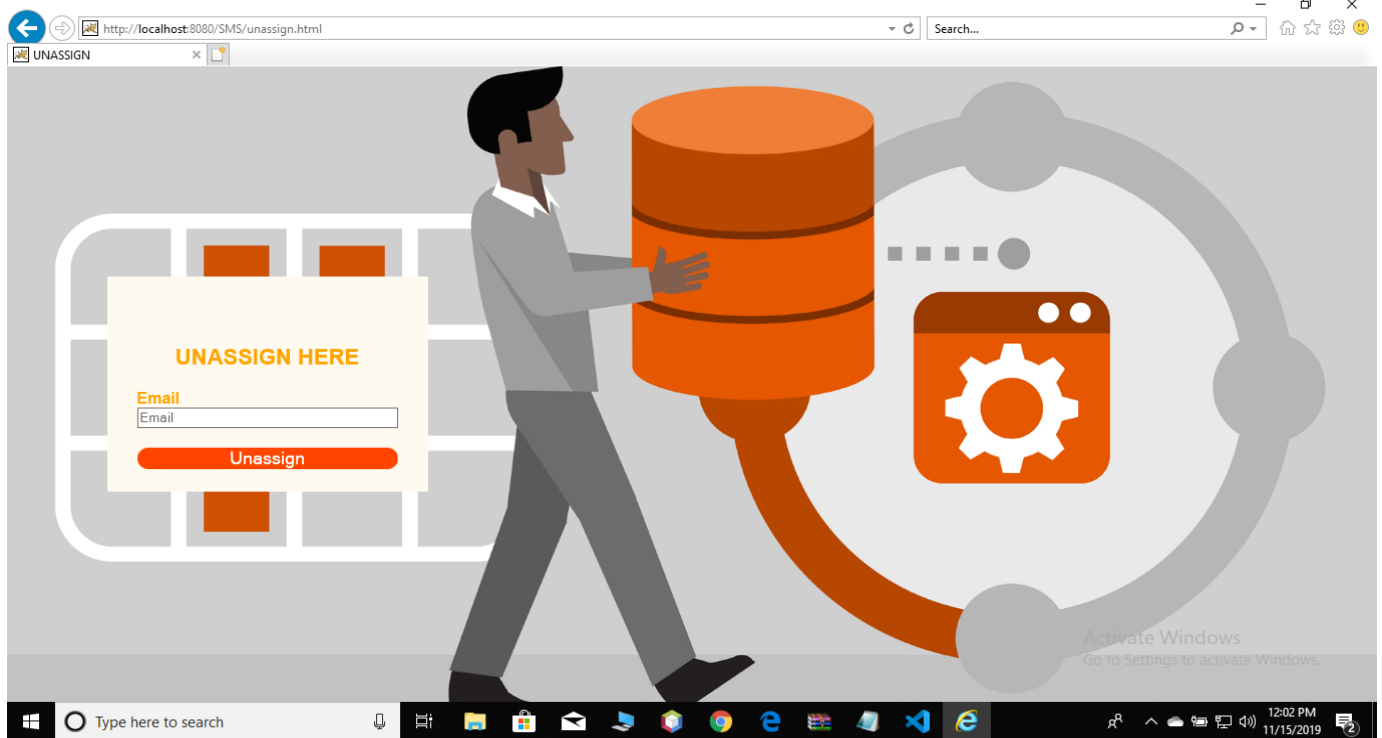 http://localhost:8080/SMS/unassign.html
Search...
UNASSIGN
UNASSIGN HERE
Email
Email
Unassign
Activate Windows
Go to Settings to activate Windows.
Type here to search
12:02 PM
11/15/2019
2